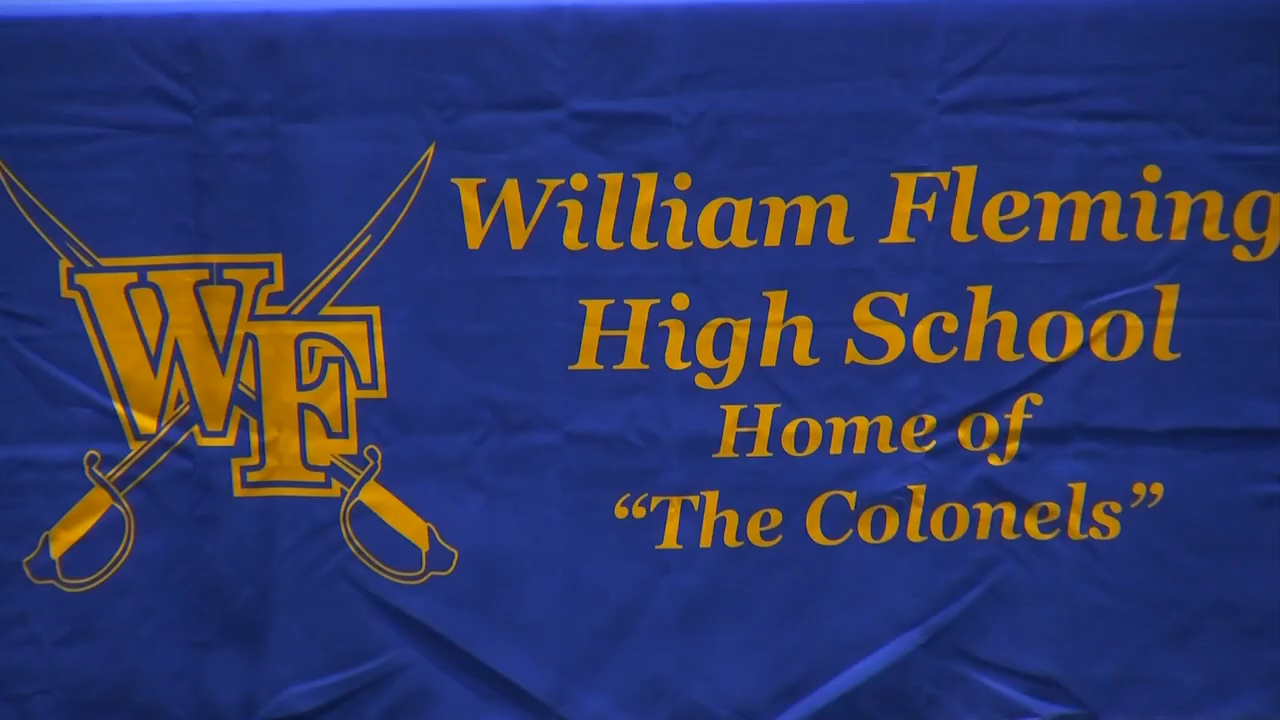 WF
William Fleming
High School
Home of
“The Colonels”